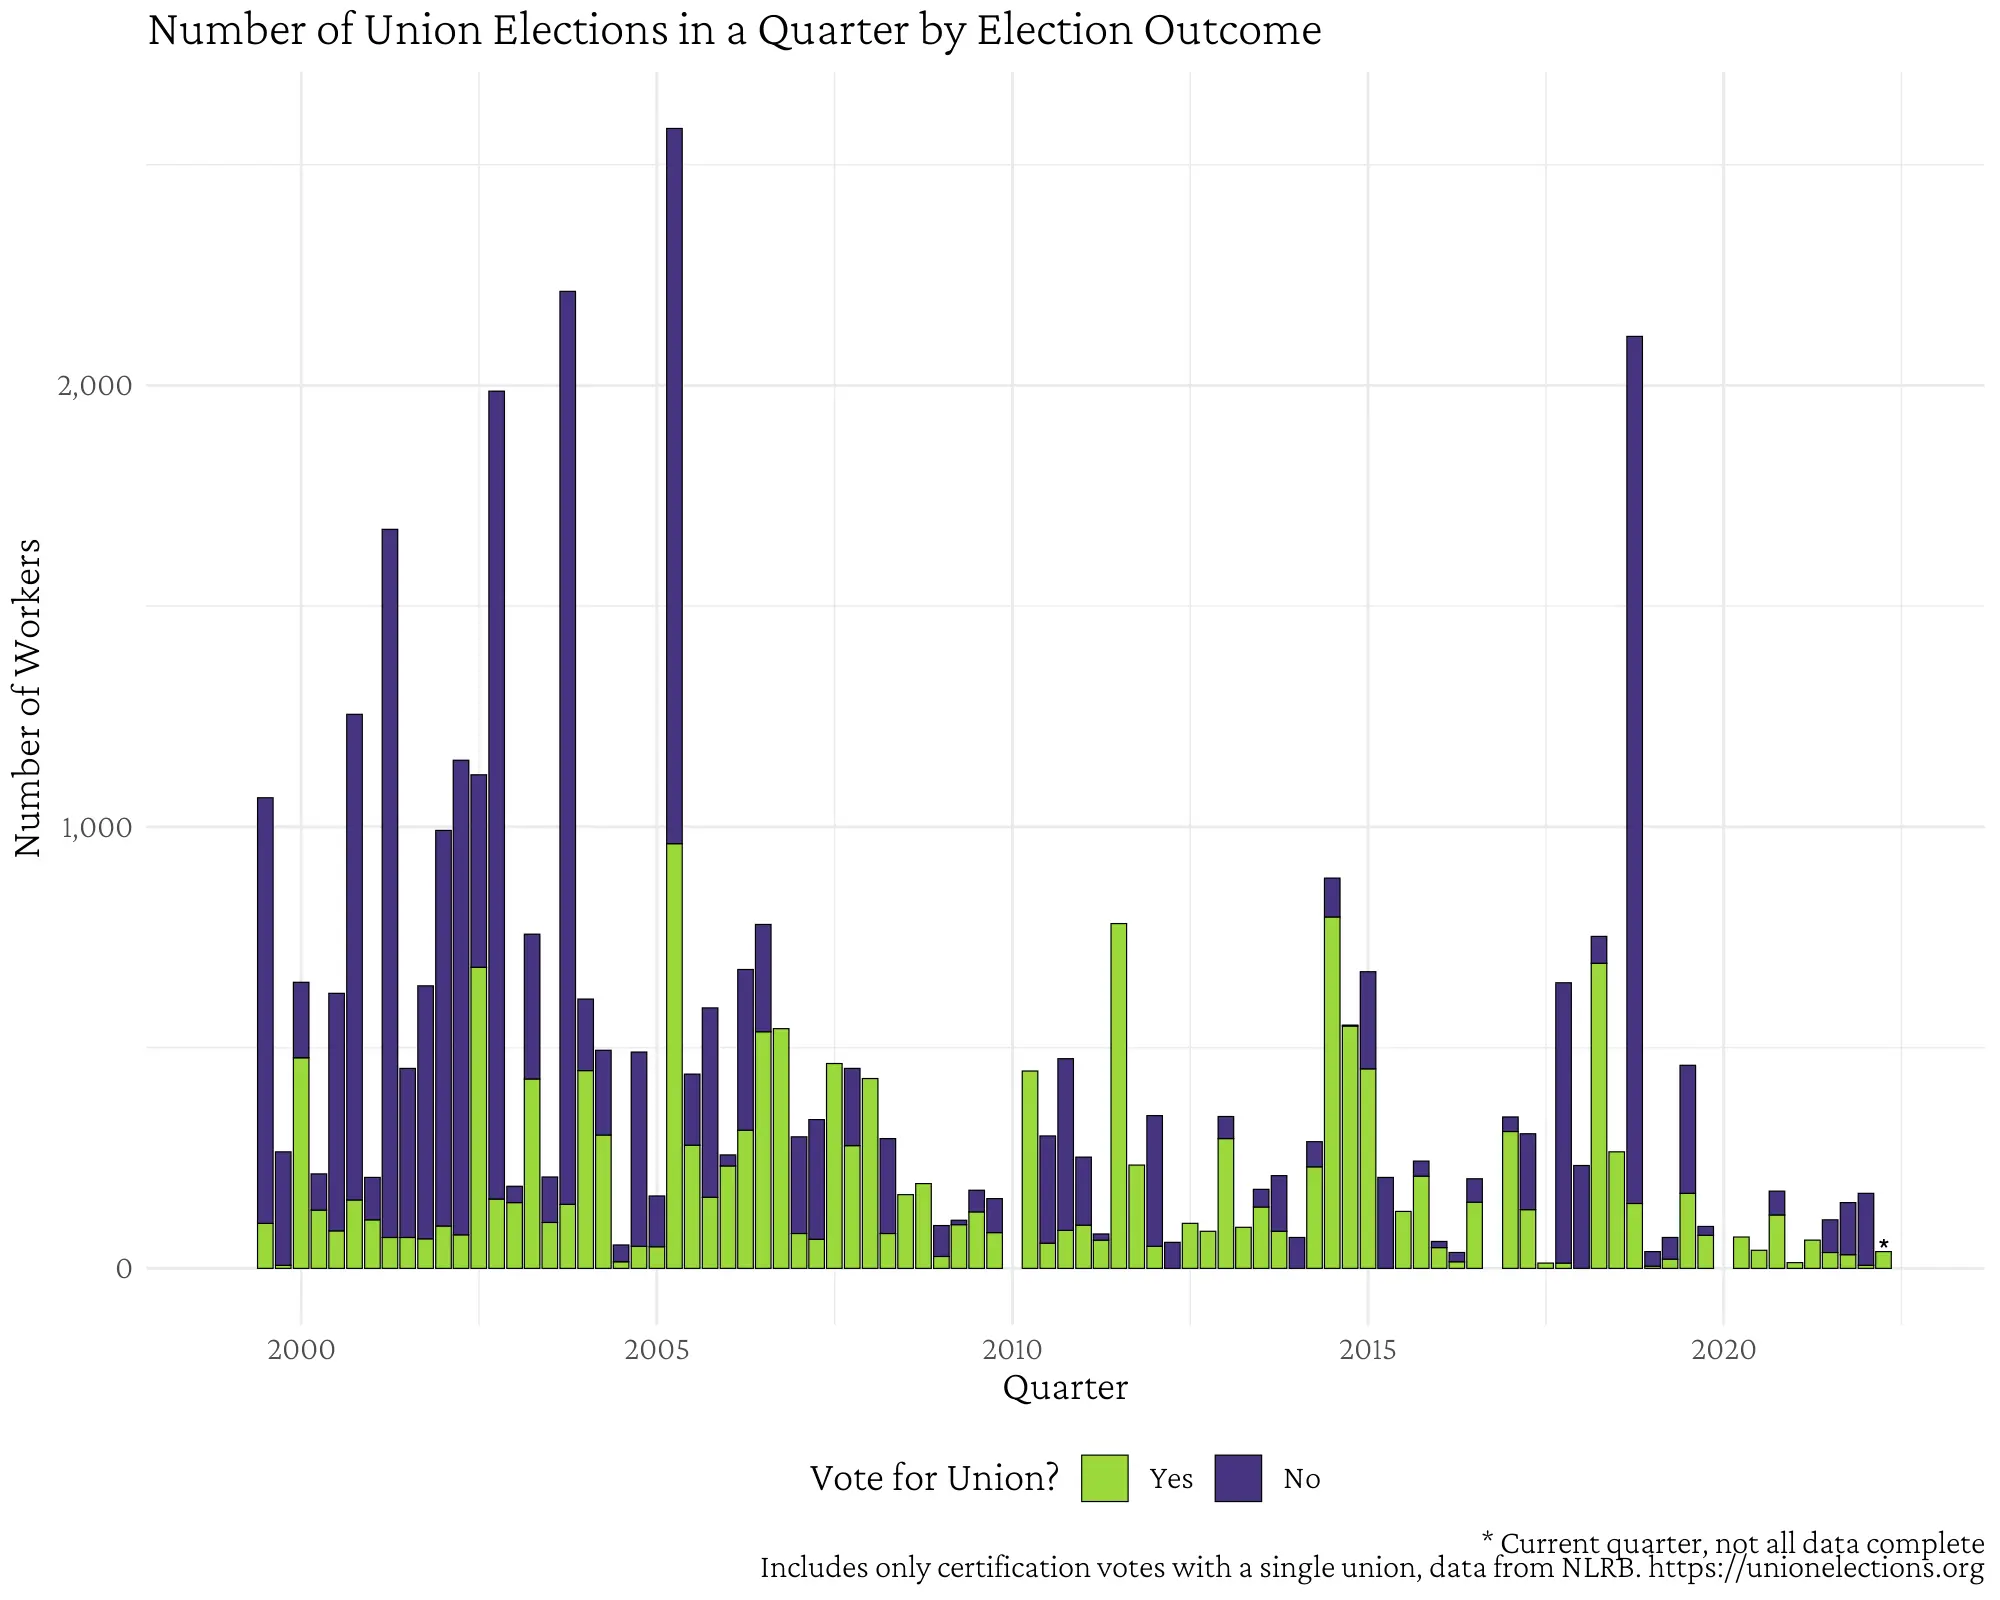 Number of Union Elections in a Quarter by Election Outcome
Number of Workers
2,000
1,000
0
*
2000 2005 2010 2015 2020
Quarter
Vote for Union? Yes No
* Current quarter, not all data complete
Includes only certification votes with a single union, data from NLRB. https://unionelections.org